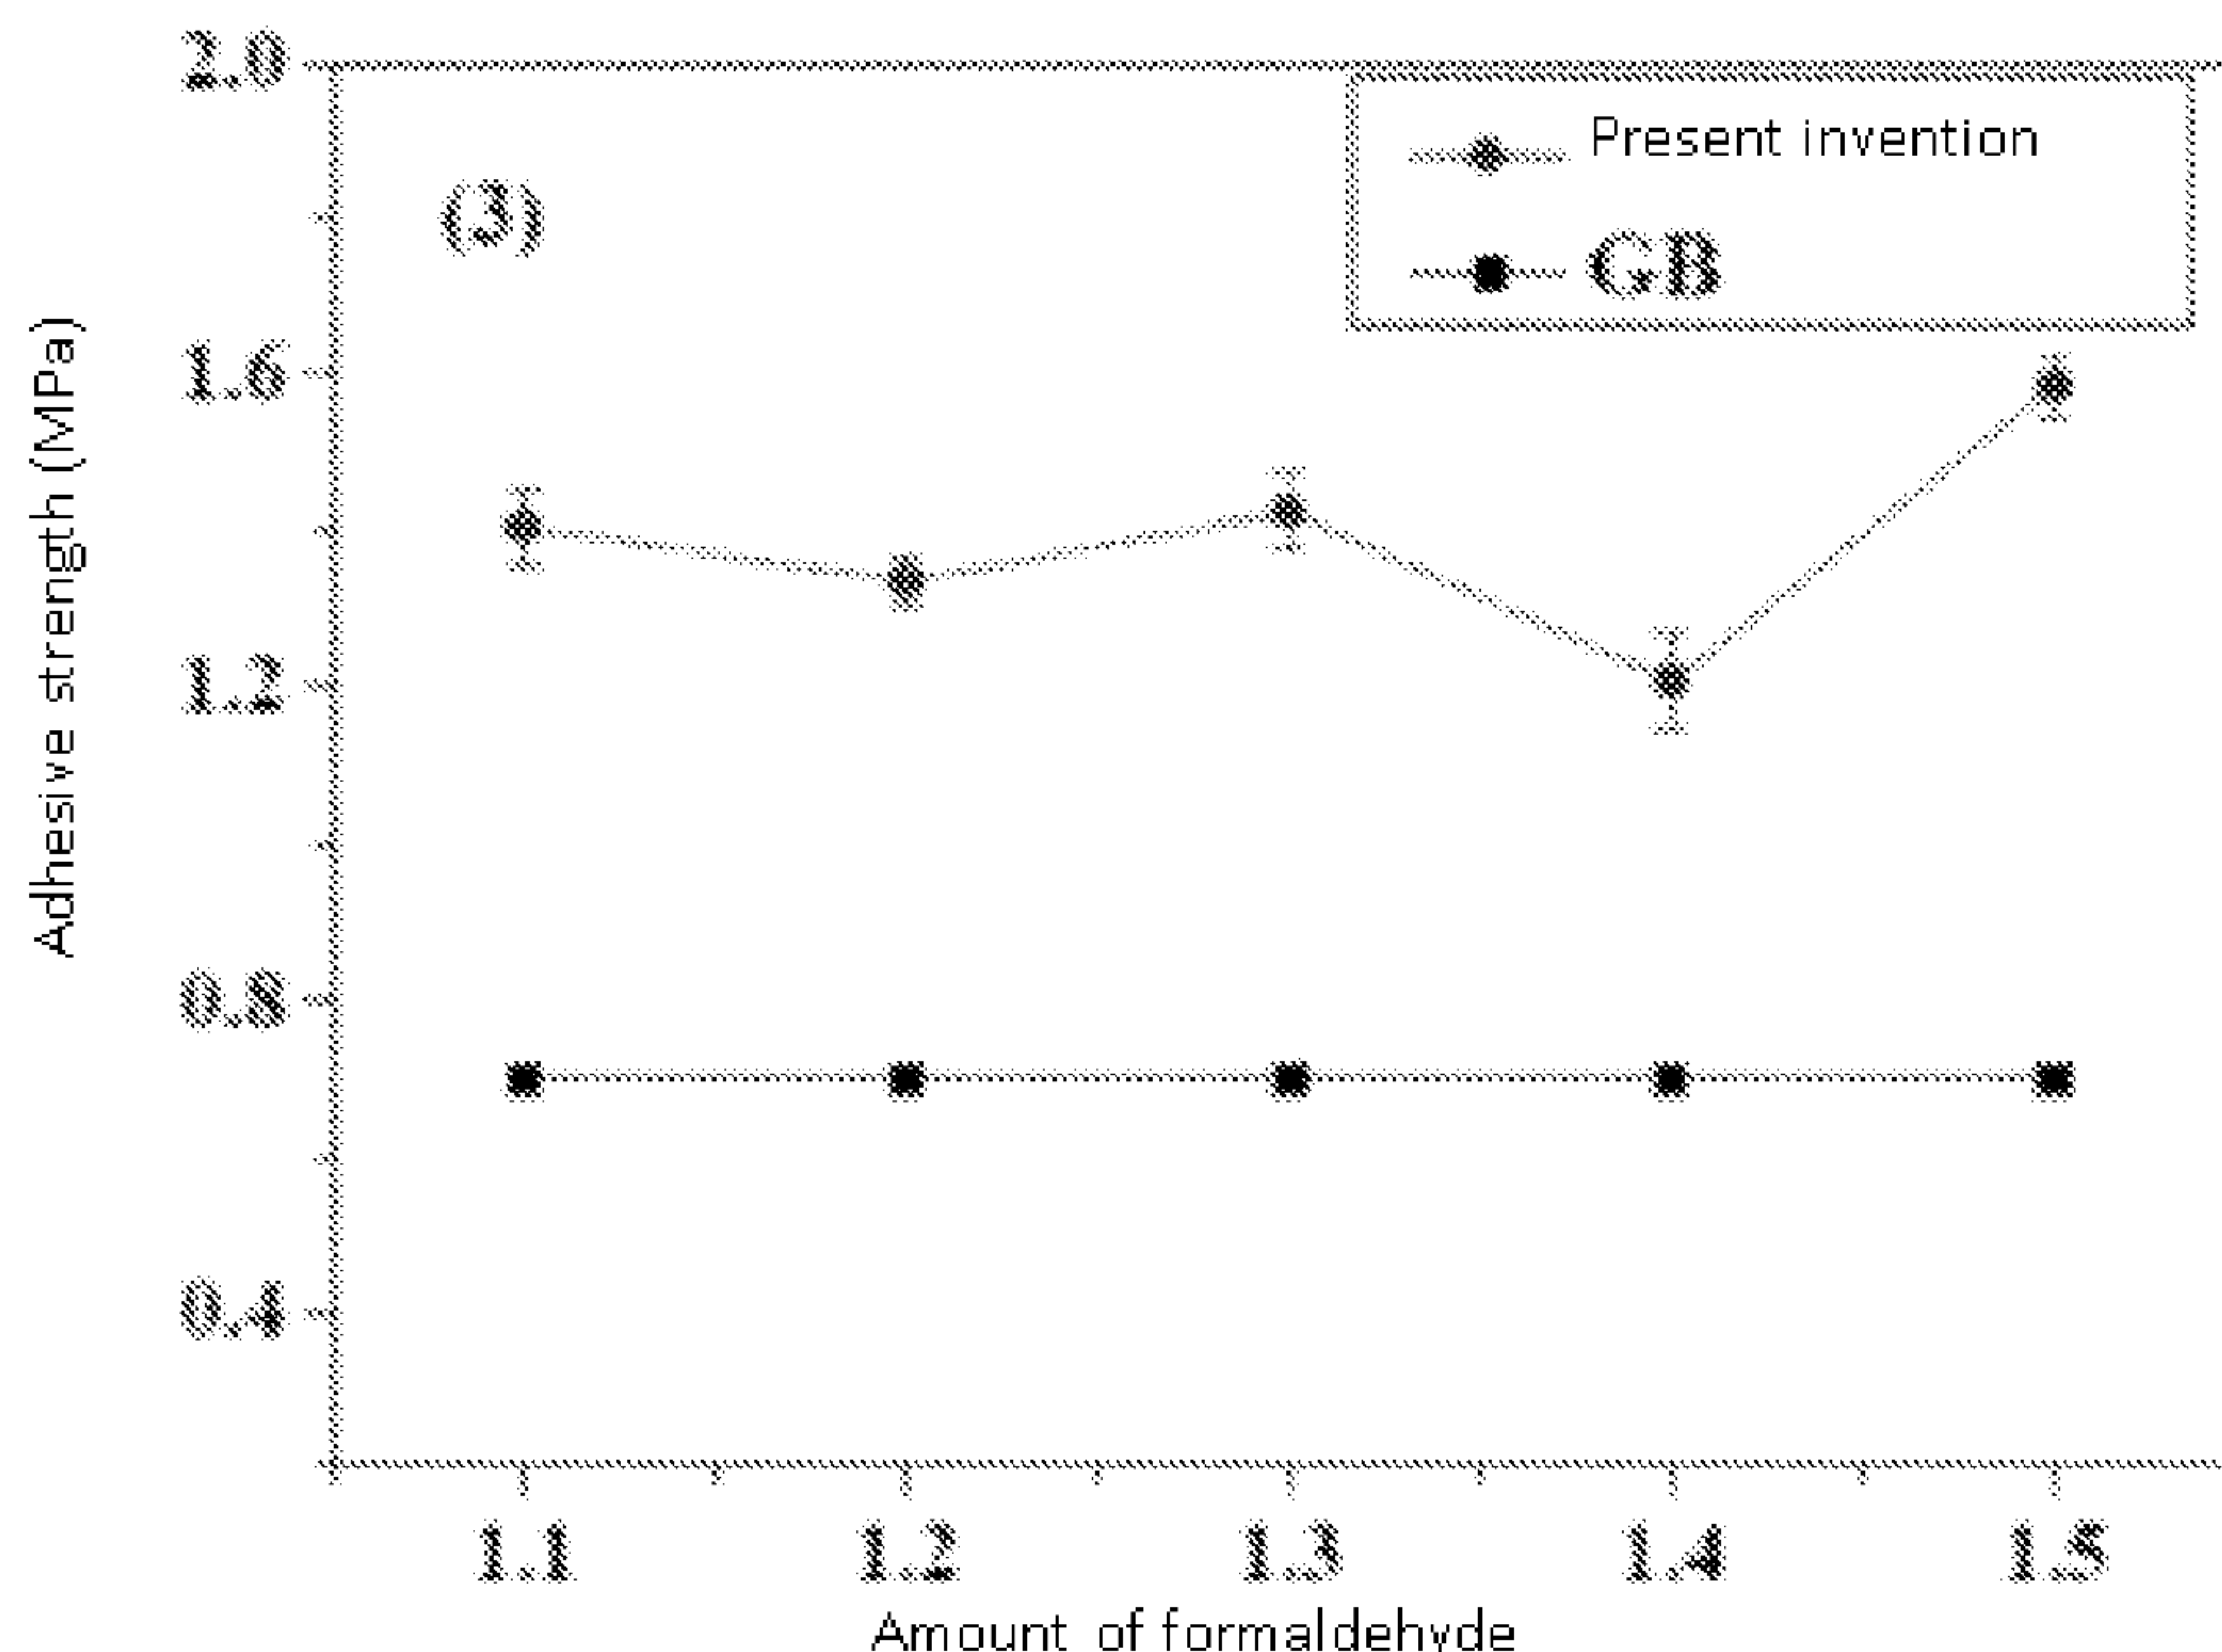 2.0
Present invention
(3)
GB
1.6
1.2
0.8
0.4
Adhesive strength (MPa)
1.1 1.2 1.3 1.4 1.5
Amount of formaldehyde